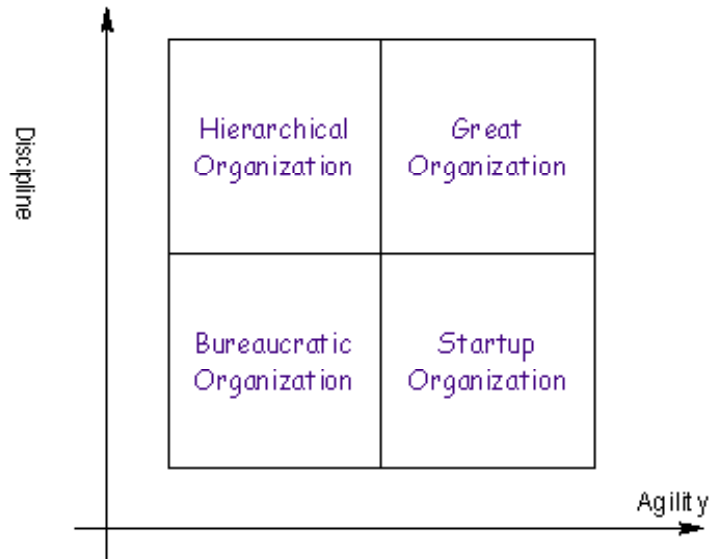 Discipline
Hierarchical
Organization
Great
Organization
Bureaucratic
Organization
Startup
Organization
Agility